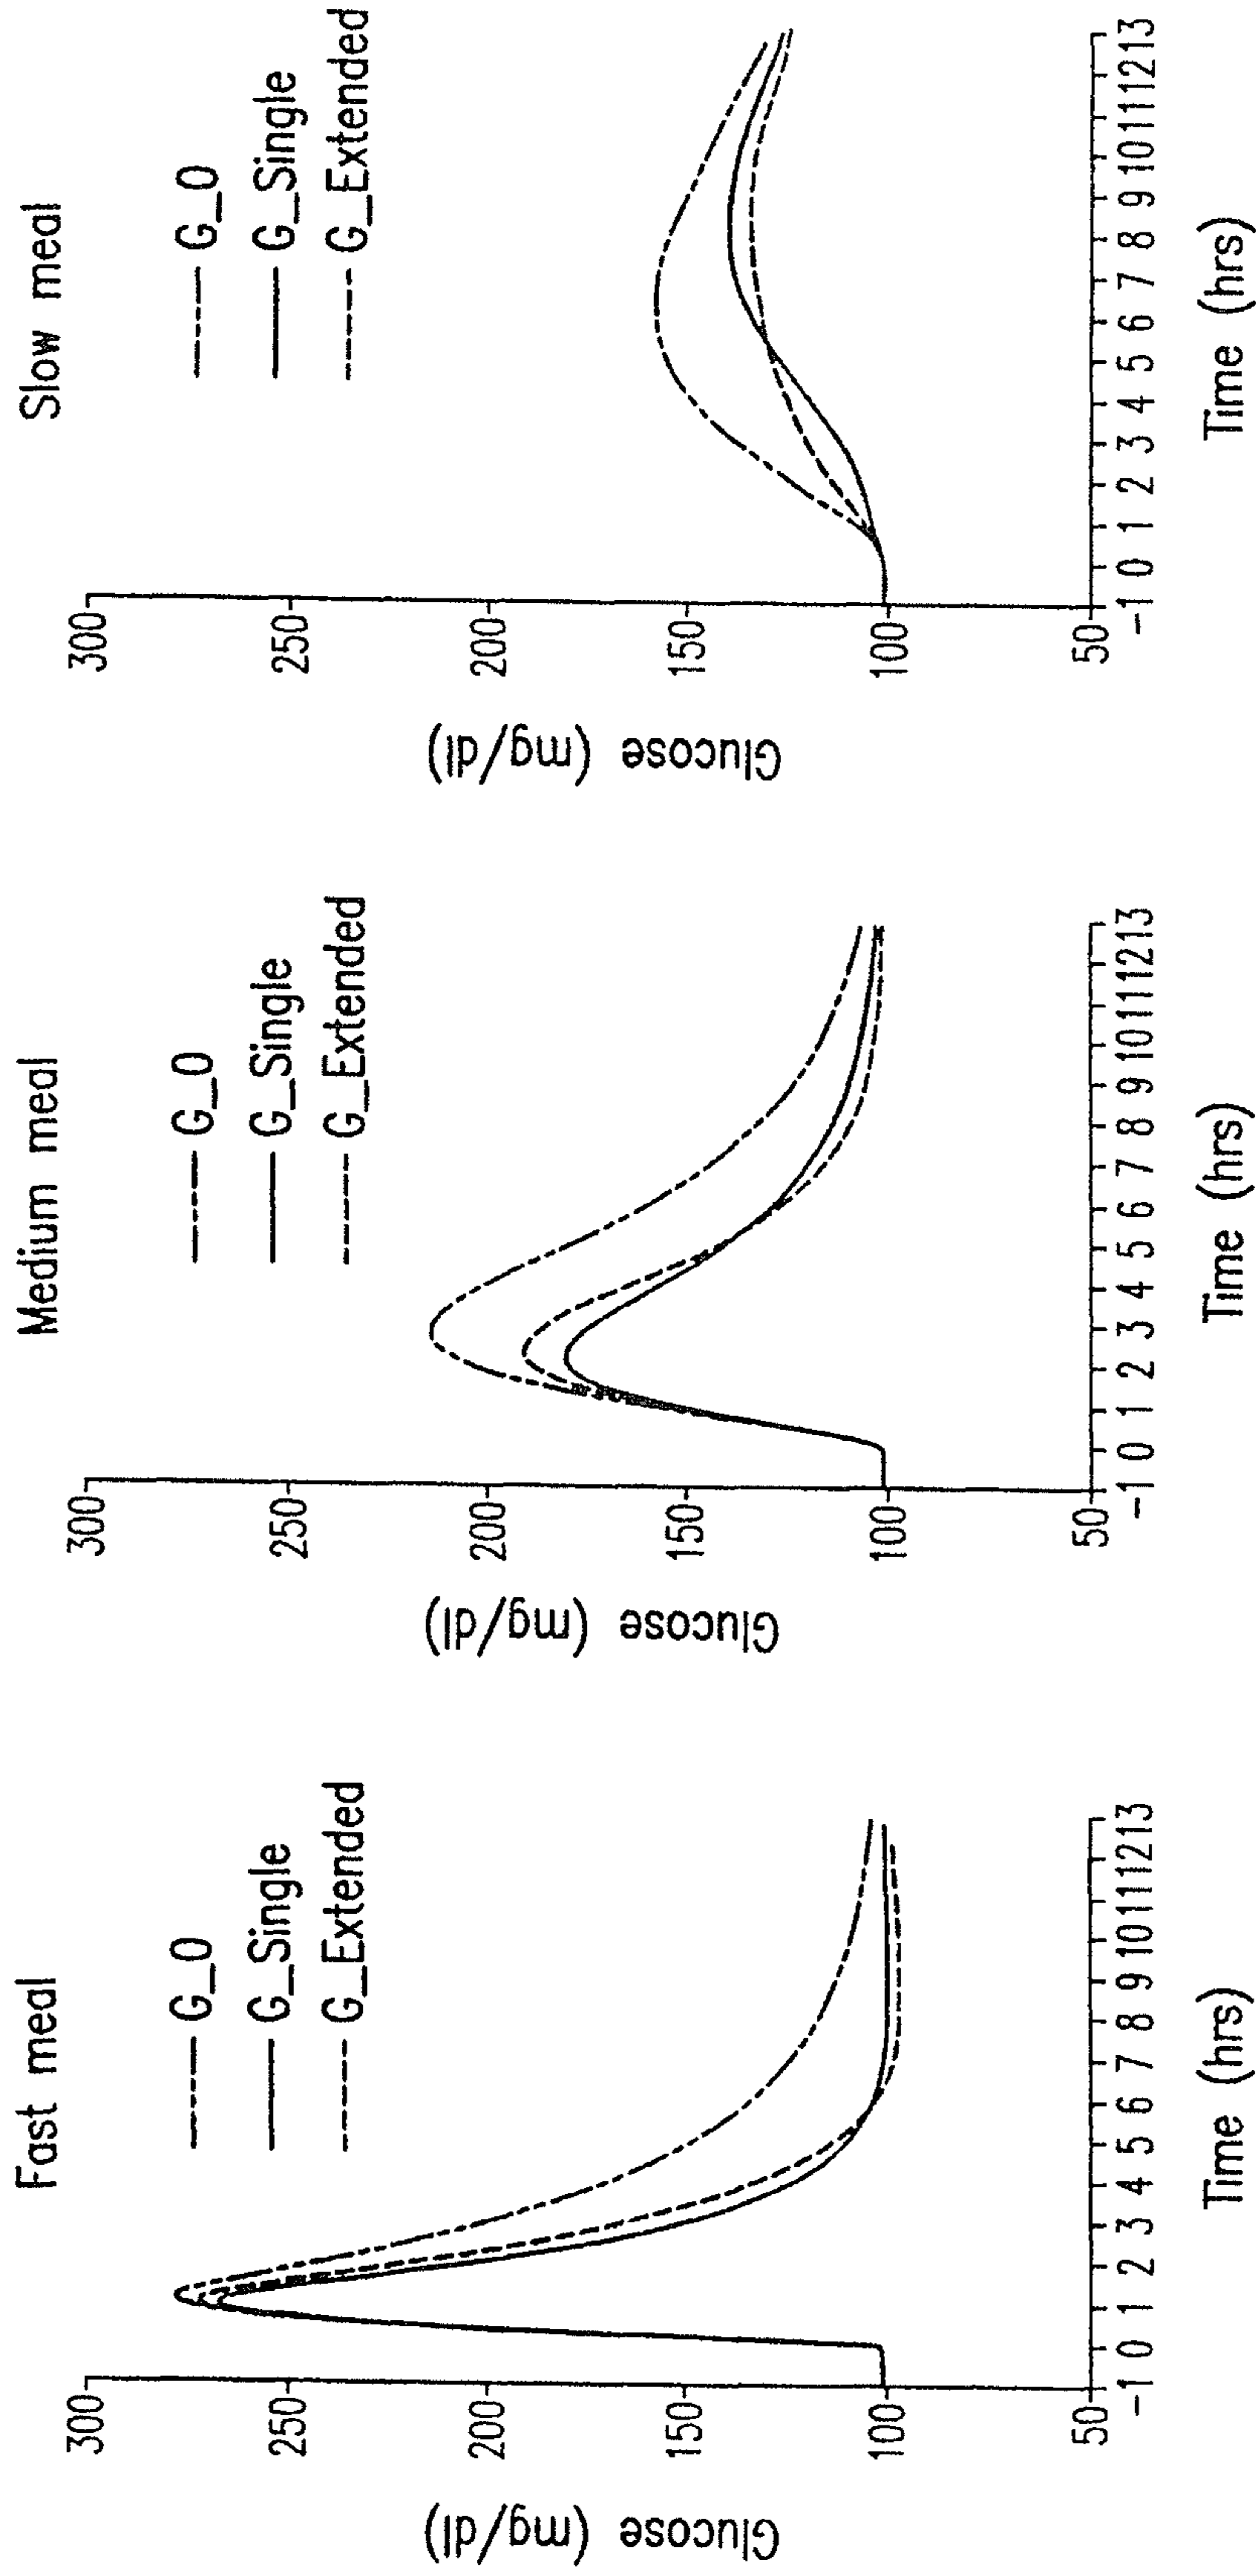 Fast meal
G_0
G_Single
G_Extended
Glucose (mg/dl)
300
250
200
150
100
50
-1 0 1 2 3 4 5 6 7 8 9 10 11 12 13
Time (hrs)
Medium meal
G_0
G_Single
G_Extended
Glucose (mg/dl)
300
250
200
150
100
50
-1 0 1 2 3 4 5 6 7 8 9 10 11 12 13
Time (hrs)
Slow meal
G_0
G_Single
G_Extended
Glucose (mg/dl)
300
250
200
150
100
50
-1 0 1 2 3 4 5 6 7 8 9 10 11 12 13
Time (hrs)